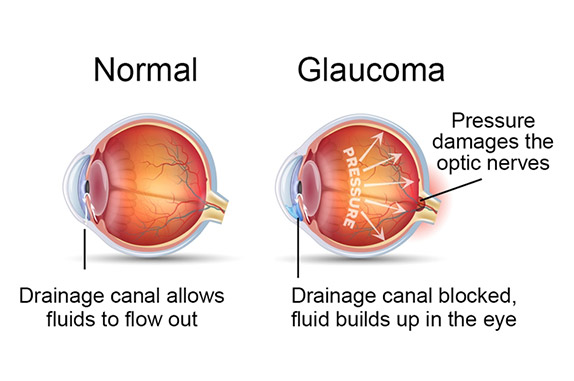 Normal
Glaucoma
Pressure
damages the
optic nerves
PRESSURE
Drainage canal allows
fluids to flow out
Drainage canal blocked,
fluid builds up in the eye